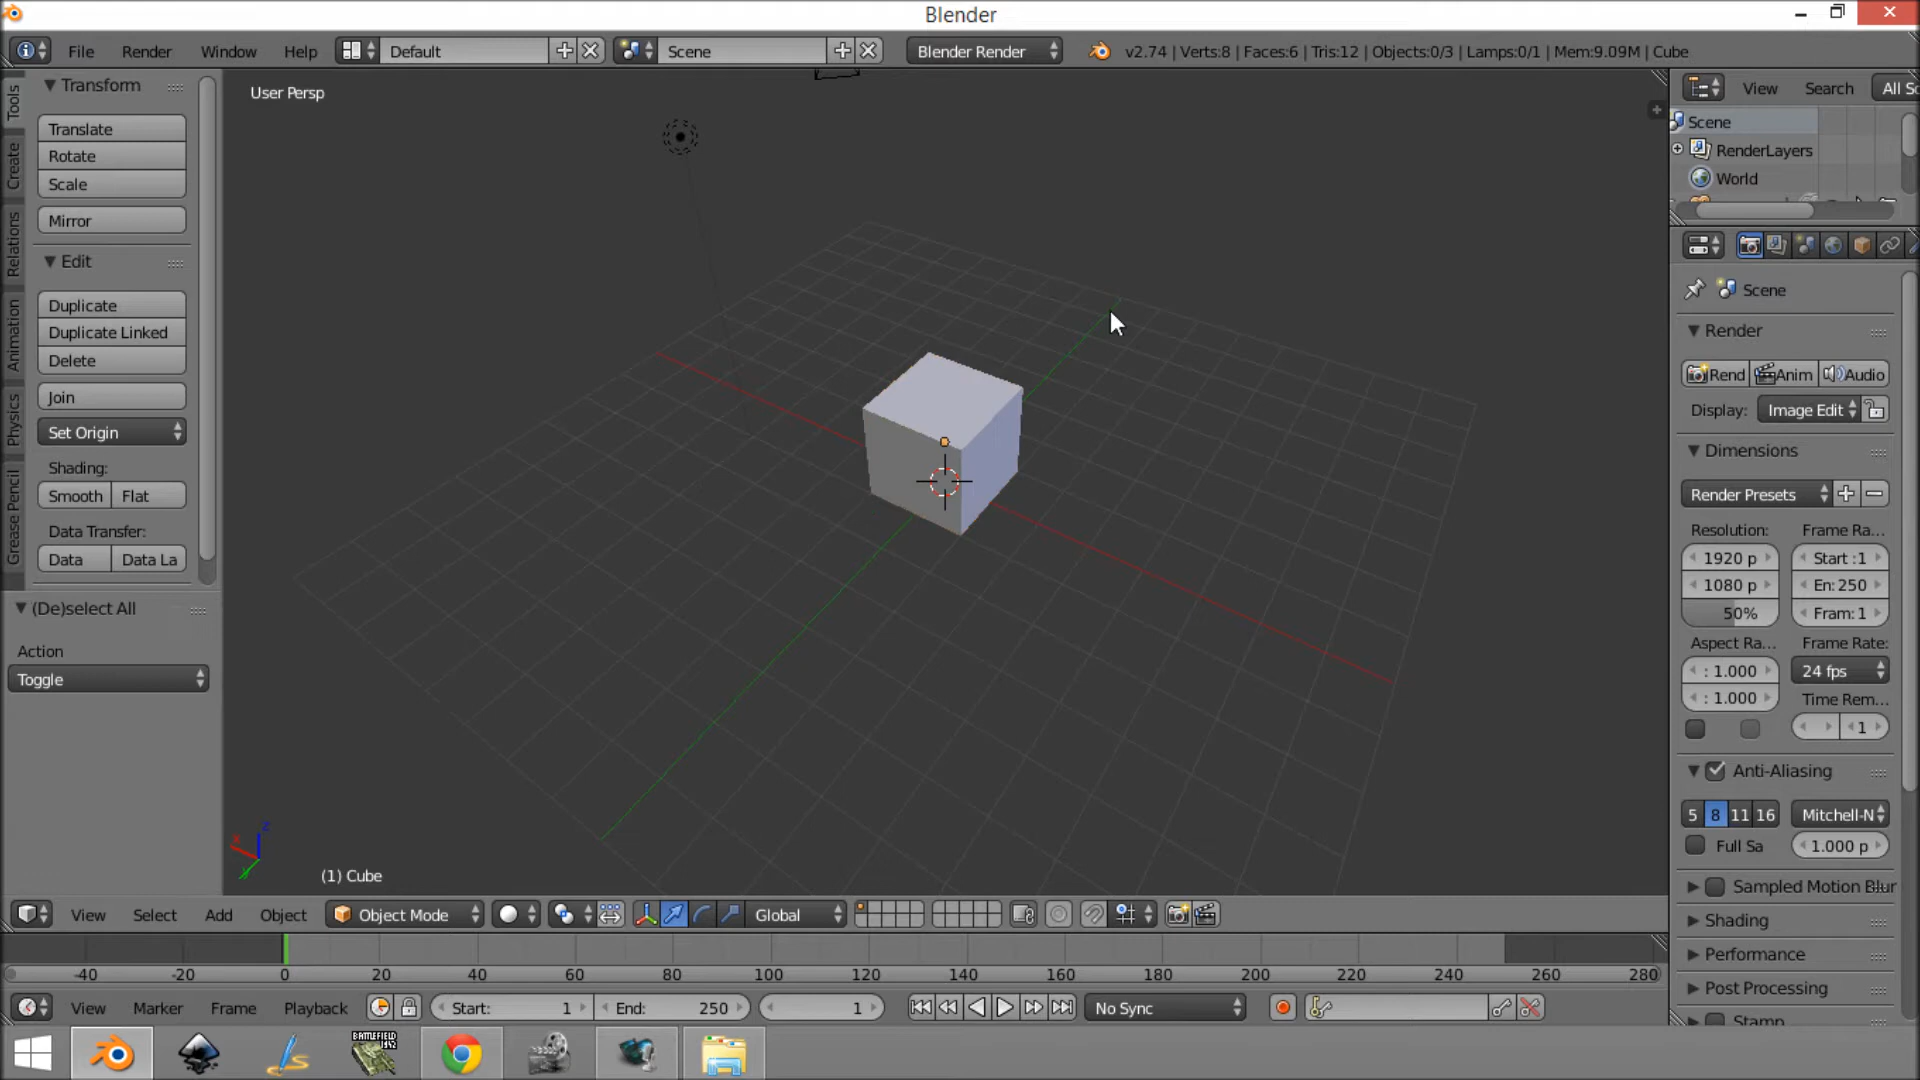 Blender
File Render Window Help Default Scene Blender Render v2.74 | Verts:8 | Faces:6 | Tris:12 | Objects:0/3 | Lamps:0/1 | Mem:9.09M | Cube
Tools
Create
Relations
Animation
Physics
Grease Pencil
Transform
Translate
Rotate
Scale
Mirror
Edit
Duplicate
Duplicate Linked
Delete
Join
Set Origin
Shading:
Smooth Flat
Data Transfer:
Data Data La
(De)select All
Action
Toggle
User Persp
(1) Cube
View Search All Sc
Scene
RenderLayers
World
Scene
Render
Rend Anim Audio
Display: Image Edit
Dimensions
Render Presets
Resolution: Frame Ra...
1920 p Start :1
1080 p En: 250
50% Fram: 1
Aspect Ra... Frame Rate:
: 1.000 24 fps
: 1.000 Time Rem...
1
Anti-Aliasing
5 8 11 16 Mitchell-N
Full Sa 1.000 p
Sampled Motion Blur
Shading
Performance
Post Processing
Stamp
View Select Add Object Object Mode Global
-40 -20 0 20 40 60 80 100 120 140 160 180 200 220 240 260 280
View Marker Frame Playback Start: 1 End: 250 1 No Sync
BATTLEFIELD
1942